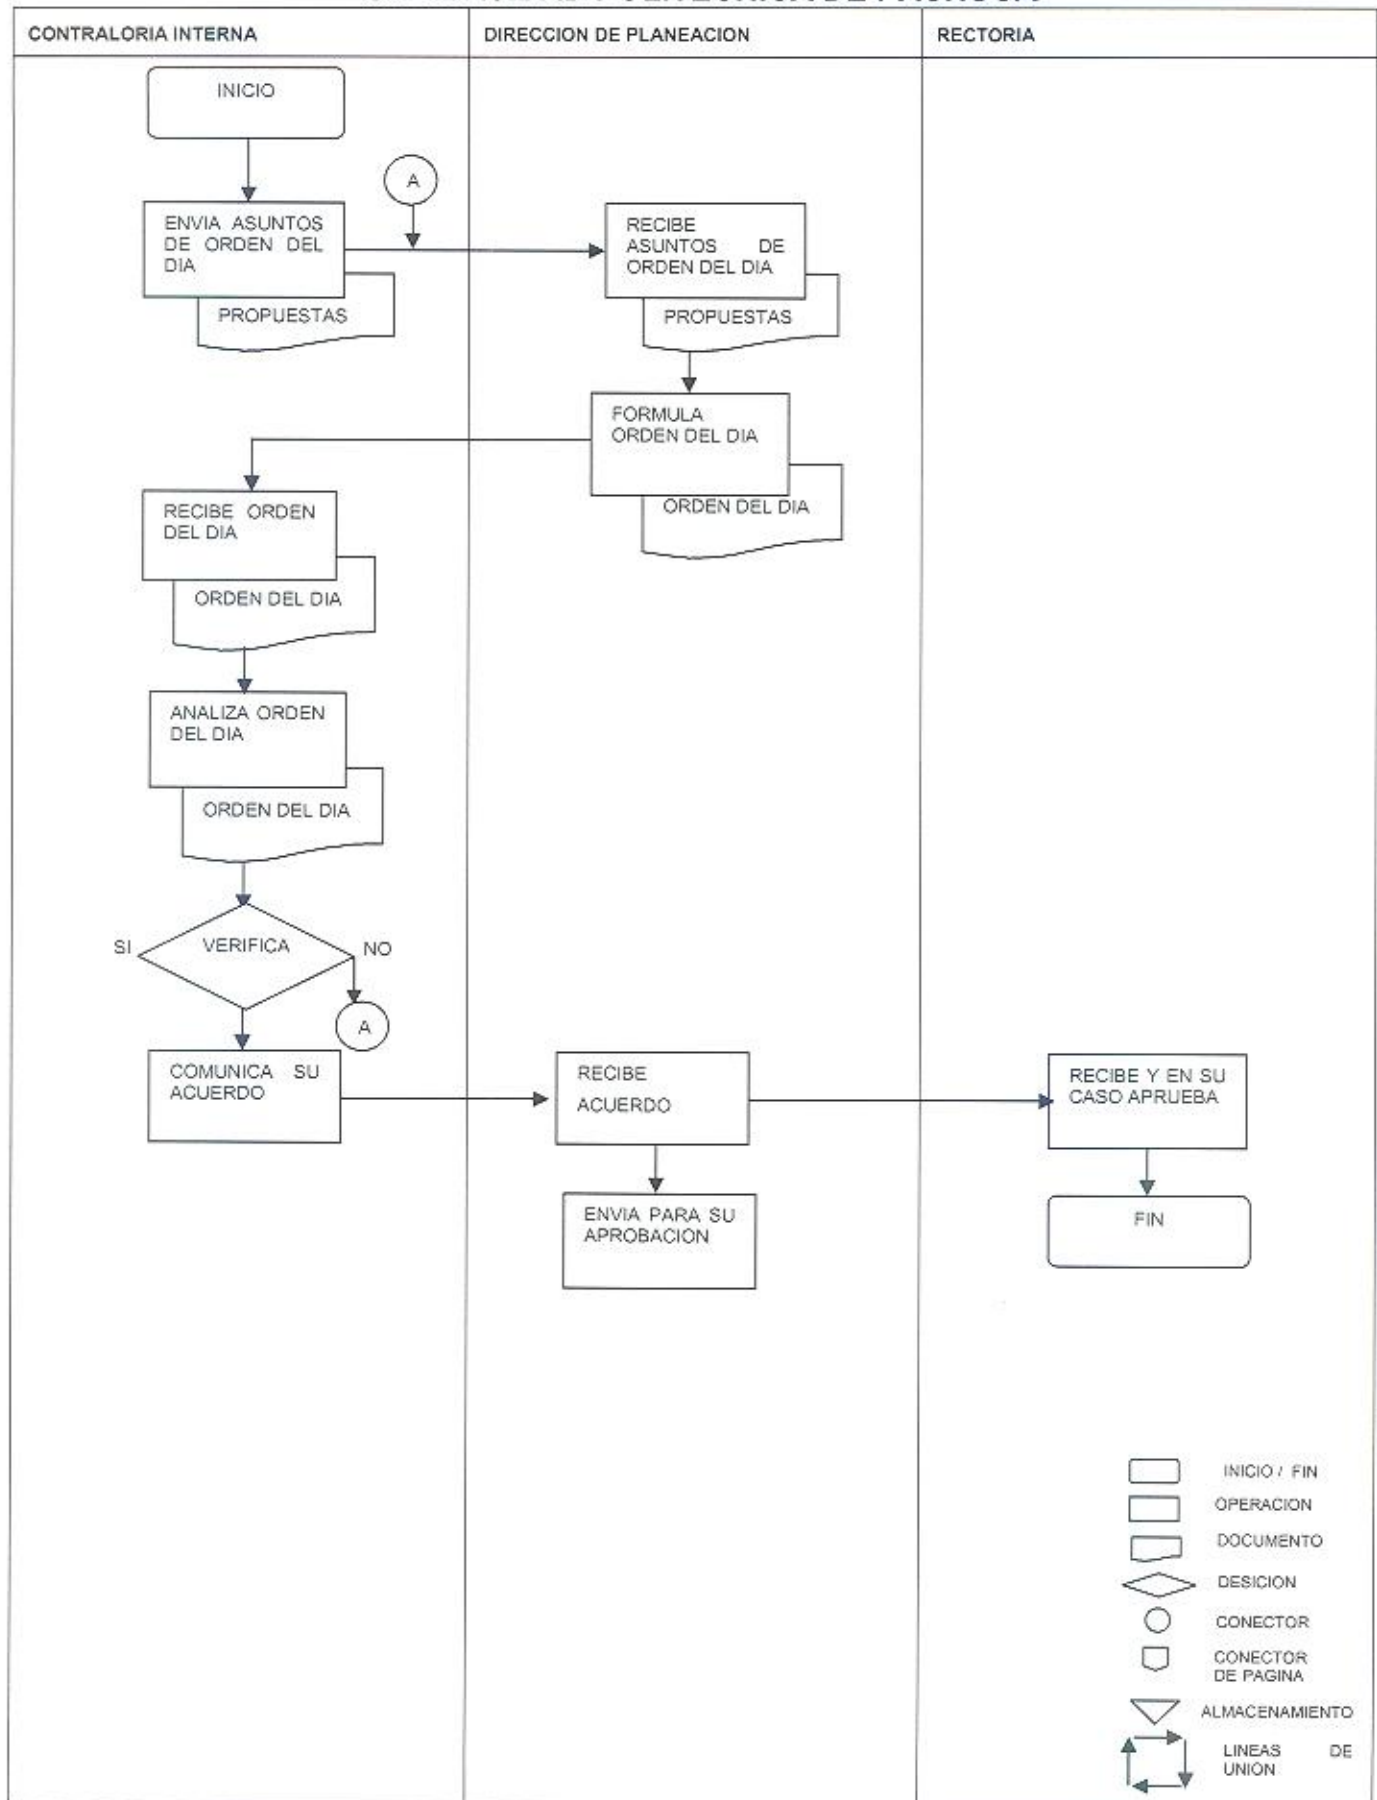 CONTRALORIA INTERNA
DIRECCION DE PLANEACION
RECTORIA
INICIO
A
ENVIA ASUNTOS
DE ORDEN DEL
DIA
PROPUESTAS
RECIBE
ASUNTOS DE
ORDEN DEL DIA
PROPUESTAS
FORMULA
ORDEN DEL DIA
ORDEN DEL DIA
RECIBE ORDEN
DEL DIA
ORDEN DEL DIA
ANALIZA ORDEN
DEL DIA
ORDEN DEL DIA
SI
VERIFICA
NO
A
COMUNICA SU
ACUERDO
RECIBE
ACUERDO
RECIBE Y EN SU
CASO APRUEBA
ENVIA PARA SU
APROBACION
FIN
INICIO / FIN
OPERACION
DOCUMENTO
DESICION
CONECTOR
CONECTOR
DE PAGINA
ALMACENAMIENTO
LINEAS DE
UNION